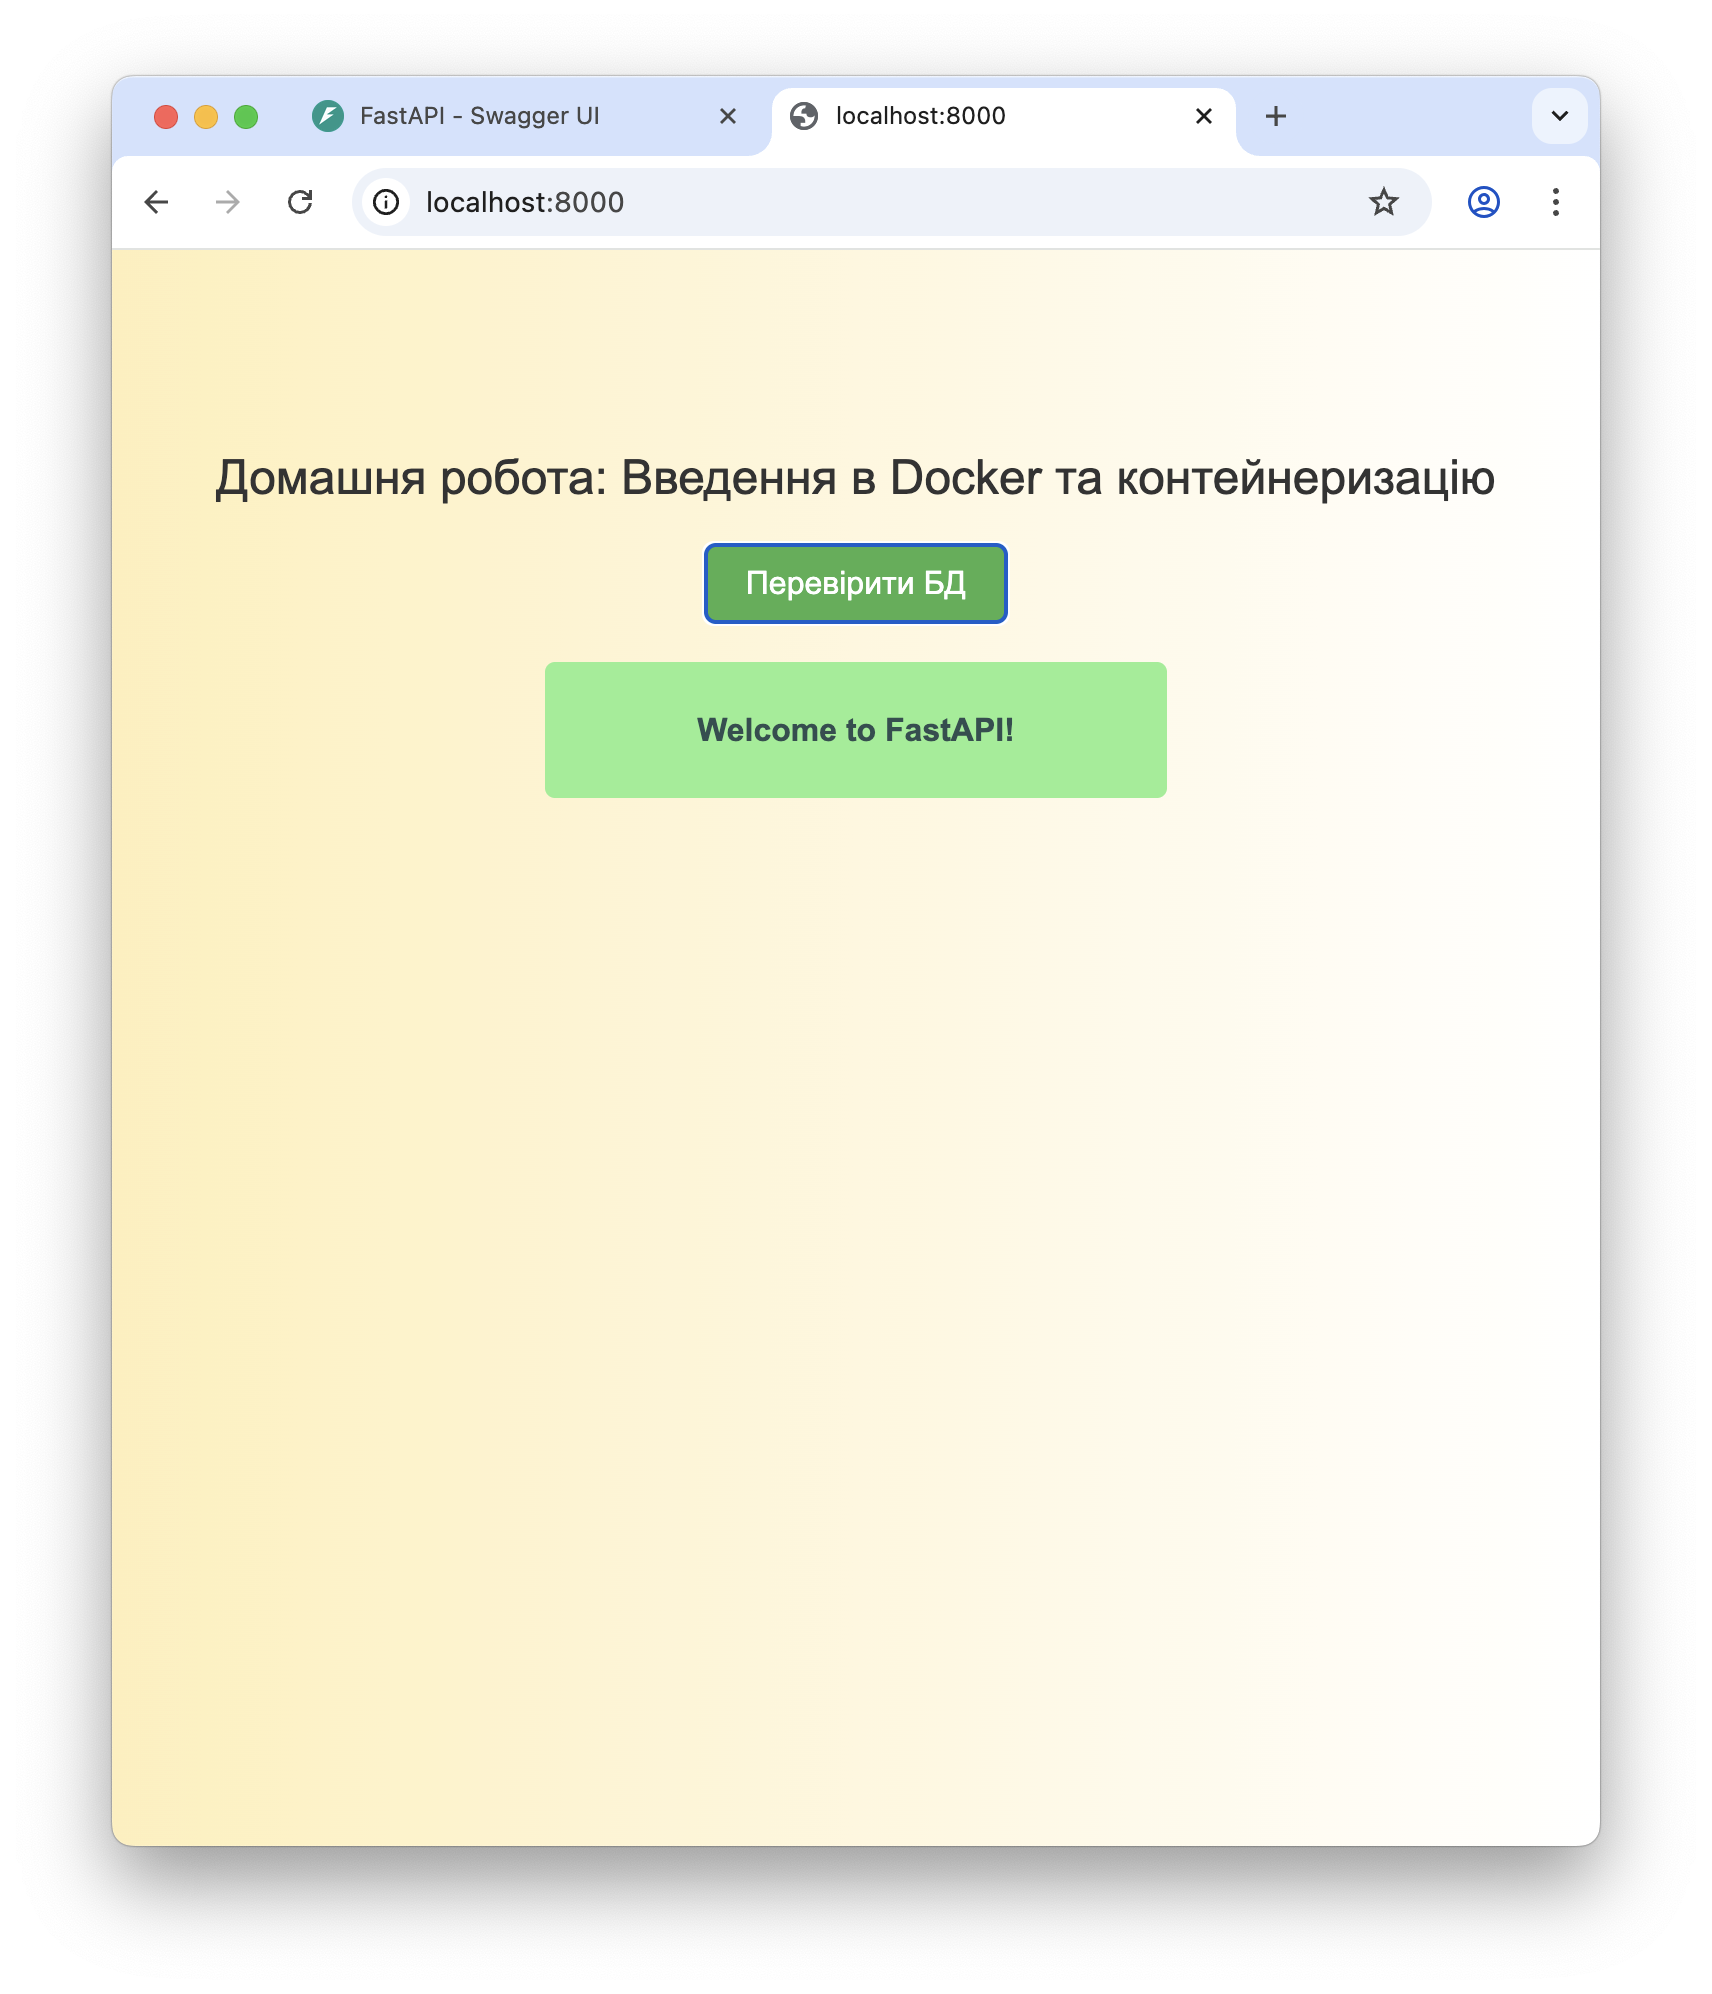 FastAPI - Swagger UI
localhost:8000
localhost:8000
Домашня робота: Введення в Docker та контейнеризацію
Перевірити БД
Welcome to FastAPI!